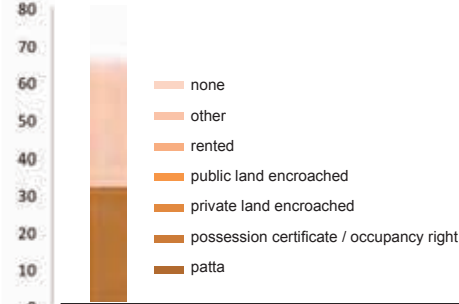 80
70
60
50
40
30
20
10
none
other
rented
public land encroached
private land encroached
possession certificate / occupancy right
patta